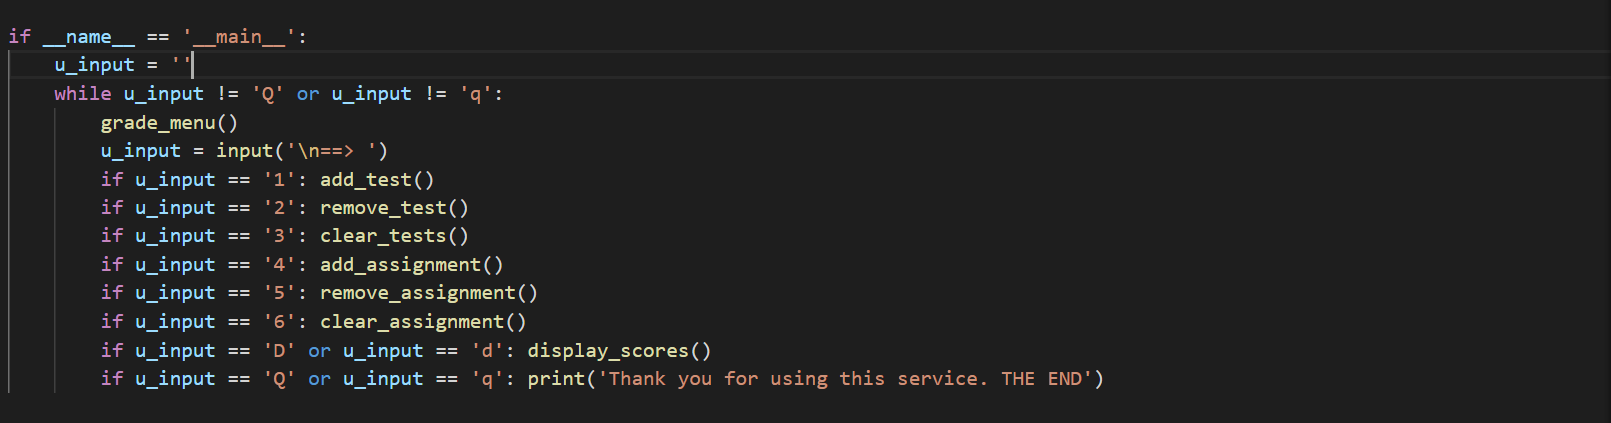 if __name__ == '__main__':
    u_input = ''
    while u_input != 'Q' or u_input != 'q':
        grade_menu()
        u_input = input('\n==> ')
        if u_input == '1': add_test()
        if u_input == '2': remove_test()
        if u_input == '3': clear_tests()
        if u_input == '4': add_assignment()
        if u_input == '5': remove_assignment()
        if u_input == '6': clear_assignment()
        if u_input == 'D' or u_input == 'd': display_scores()
        if u_input == 'Q' or u_input == 'q': print('Thank you for using this service. THE END')